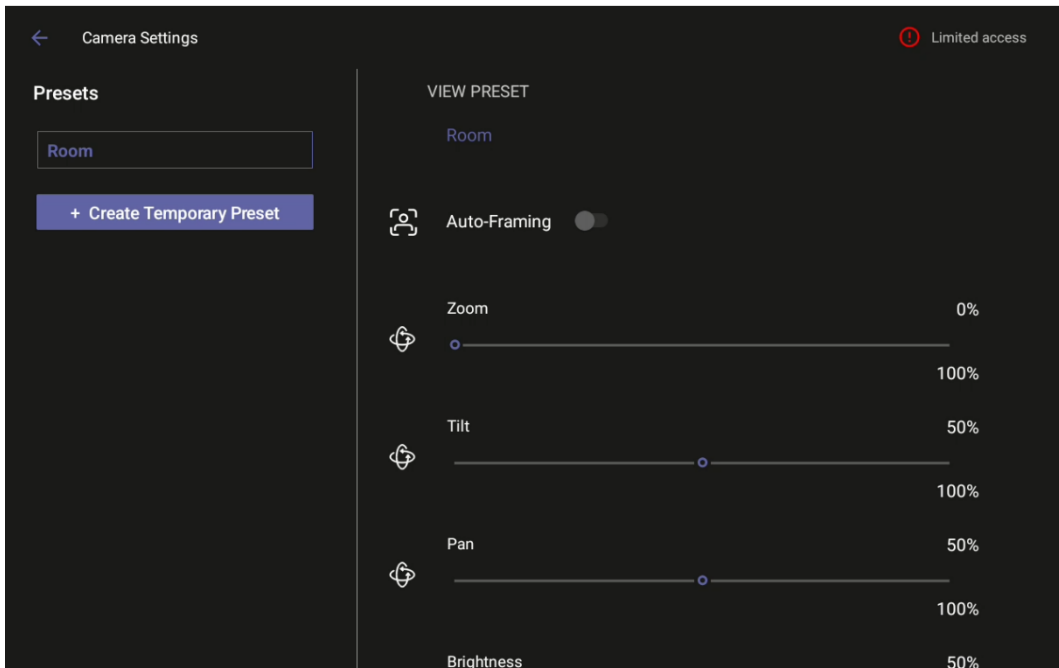 Camera Settings
Limited access
Presets
Room
+ Create Temporary Preset
VIEW PRESET
Room
Auto-Framing
Zoom 0%
100%
Tilt 50%
100%
Pan 50%
100%
Brightness 50%